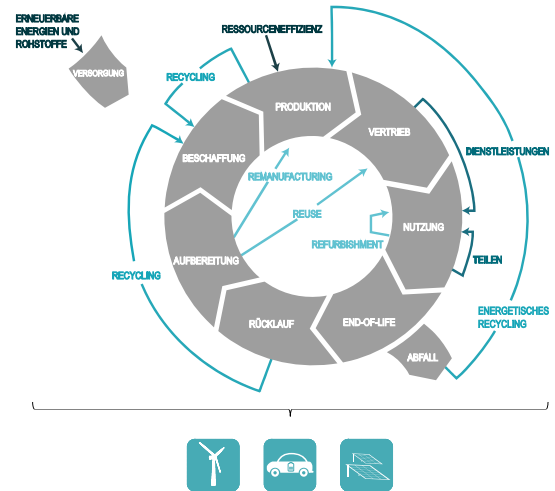 ERNEUERBARE
ENERGIEN UND
ROHSTOFFE
VERSORGUNG
RESSOURCENEFFIZIENZ
RECYCLING
PRODUKTION
VERTRIEB
BESCHAFFUNG
DIENSTLEISTUNGEN
REMANUFACTURING
REUSE
NUTZUNG
REFURBISHMENT
AUFBEREITUNG
TEILEN
RECYCLING
ENERGETISCHES
RECYCLING
RÜCKLAUF
END-OF-LIFE
ABFALL